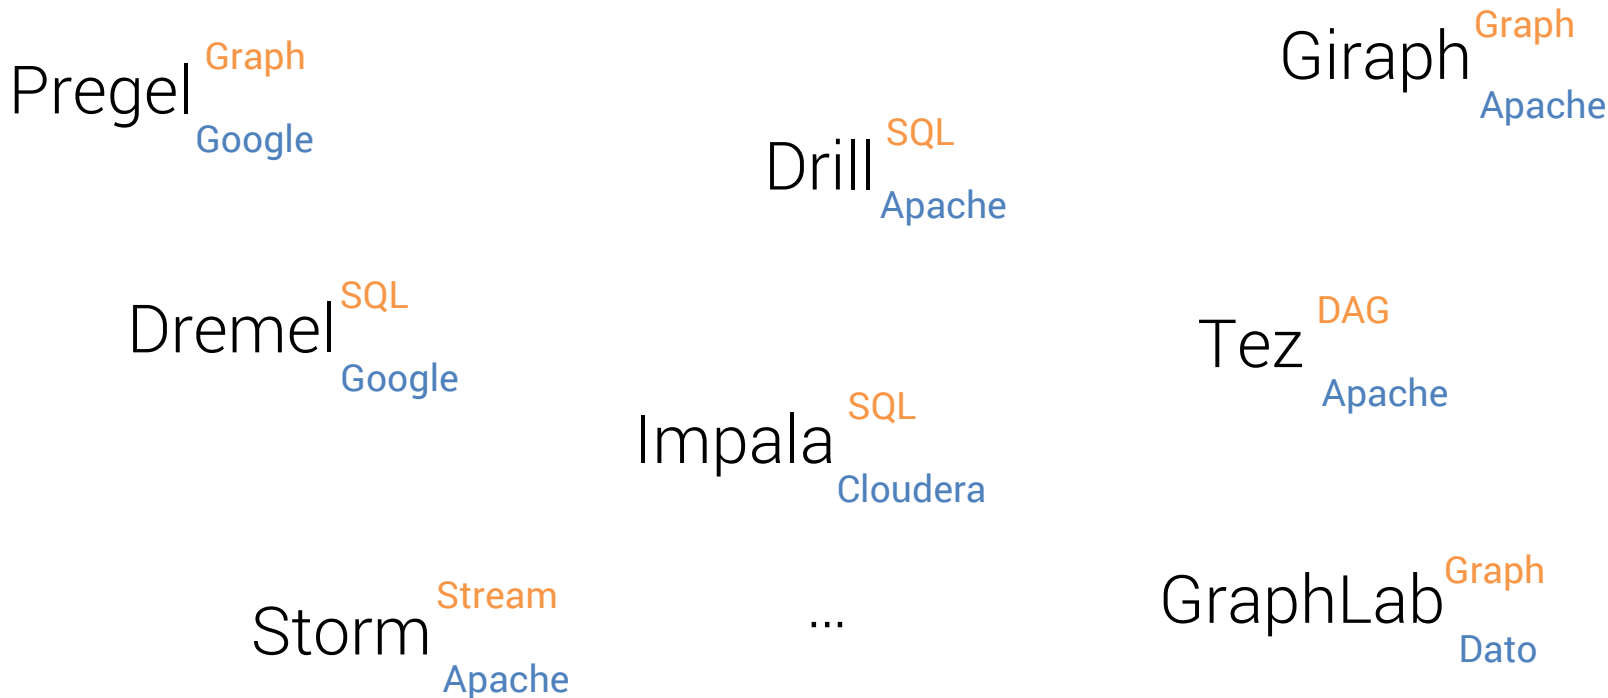 Pregel Graph
Google
Giraph Graph
Apache
Drill SQL
Apache
Dremel SQL
Google
Tez DAG
Apache
Impala SQL
Cloudera
Storm Stream
Apache
...
GraphLab Graph
Dato